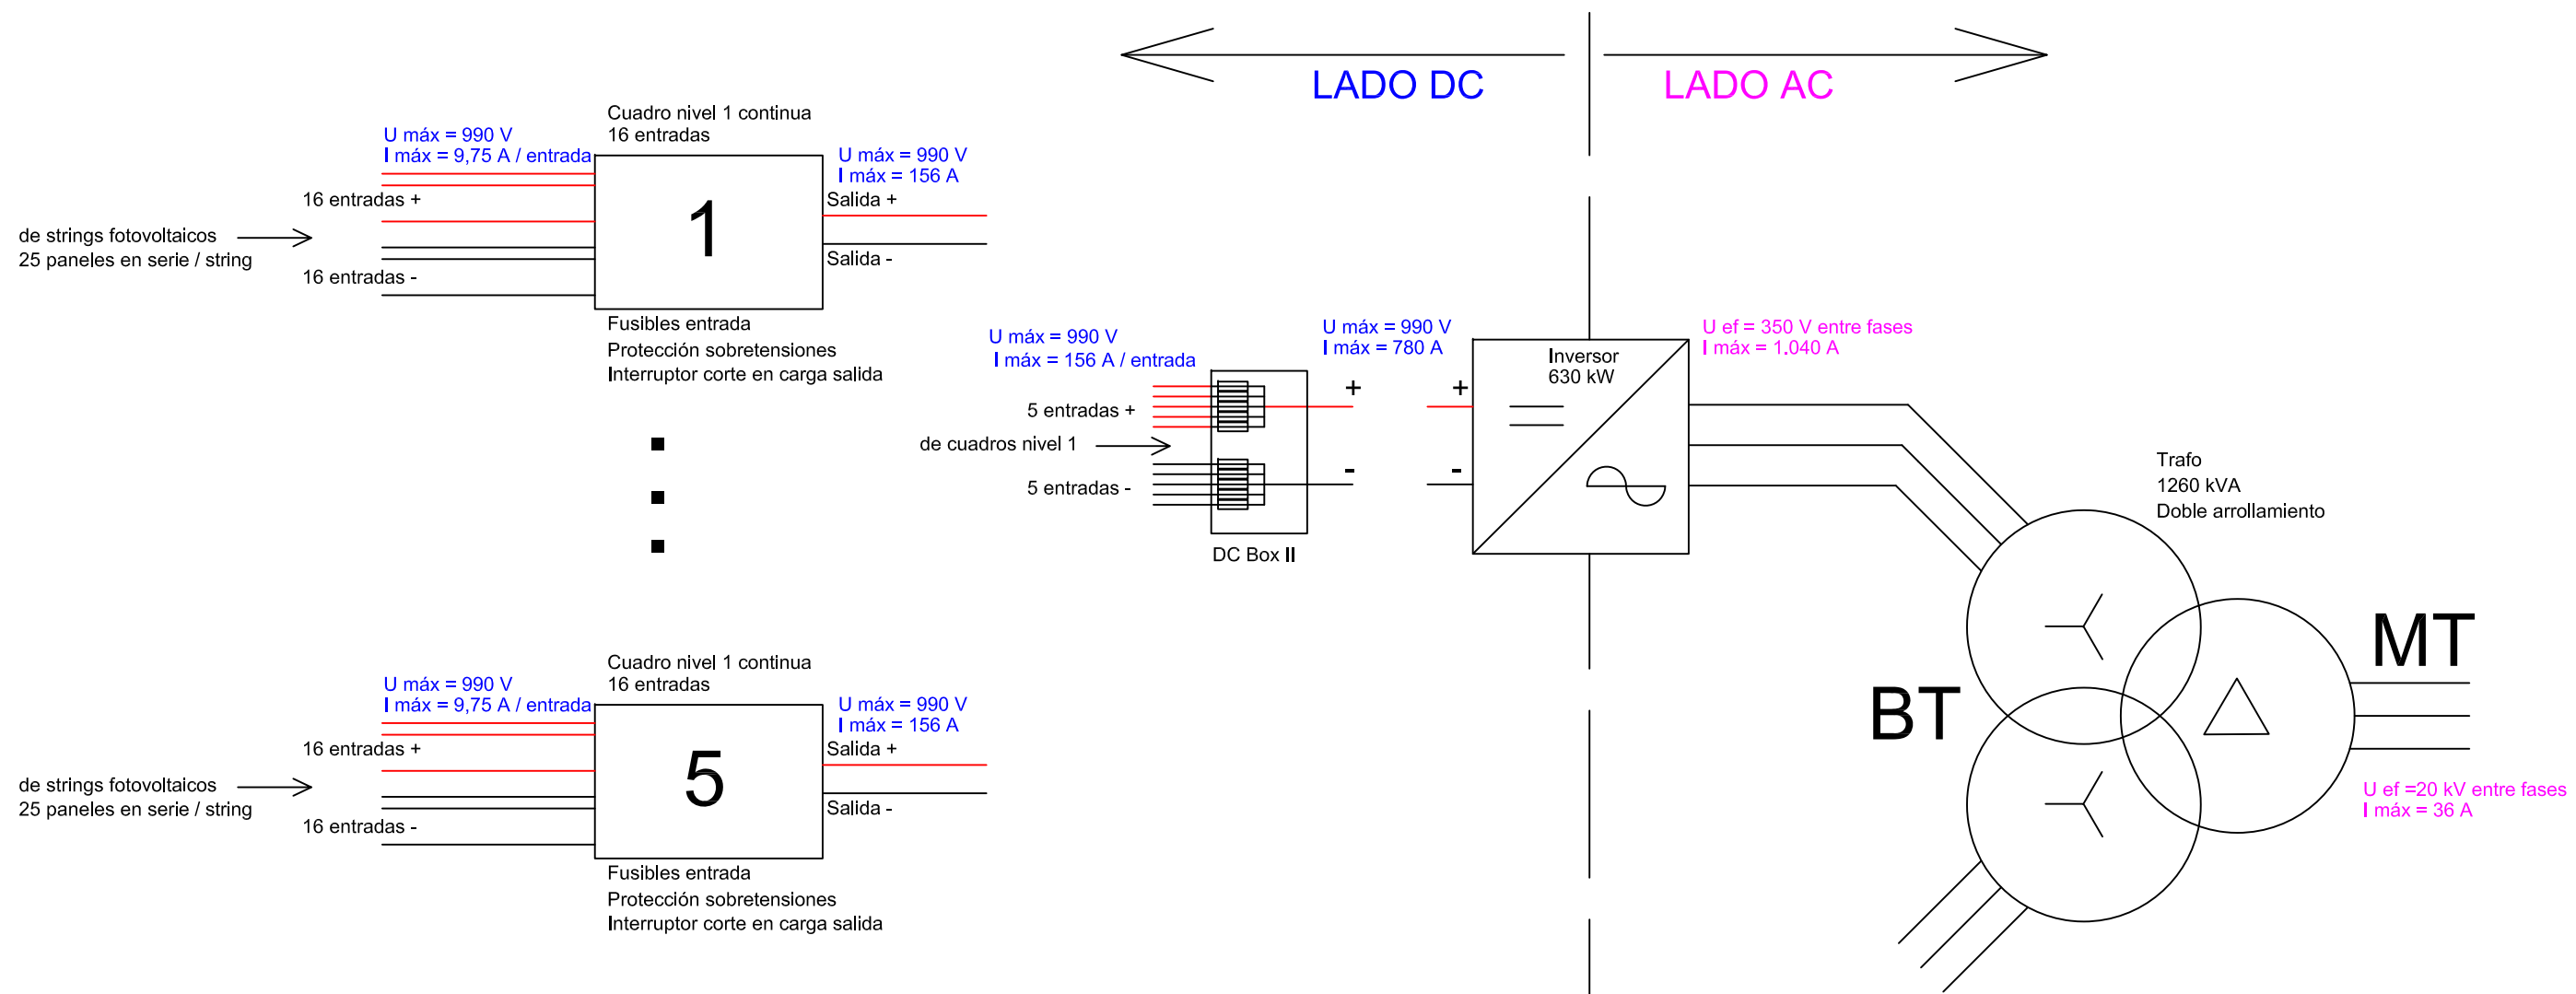 LADO DC
LADO AC
Cuadro nivel 1 continua
16 entradas
U máx = 990 V
I máx = 9,75 A / entrada
U máx = 990 V
I máx = 156 A
16 entradas +
1
Salida +
de strings fotovoltaicos
25 paneles en serie / string
Salida -
16 entradas -
Fusibles entrada
Protección sobretensiones
Interruptor corte en carga salida
U máx = 990 V
I máx = 156 A / entrada
U máx = 990 V
I máx = 780 A
Inversor
630 kW
U ef = 350 V entre fases
I máx = 1.040 A
+
+
5 entradas +
de cuadros nivel 1
-
-
5 entradas -
DC Box II
Trafo
1260 kVA
Doble arrollamiento
MT
BT
U ef =20 kV entre fases
I máx = 36 A
Cuadro nivel 1 continua
16 entradas
U máx = 990 V
I máx = 9,75 A / entrada
U máx = 990 V
I máx = 156 A
16 entradas +
5
Salida +
de strings fotovoltaicos
25 paneles en serie / string
Salida -
16 entradas -
Fusibles entrada
Protección sobretensiones
Interruptor corte en carga salida